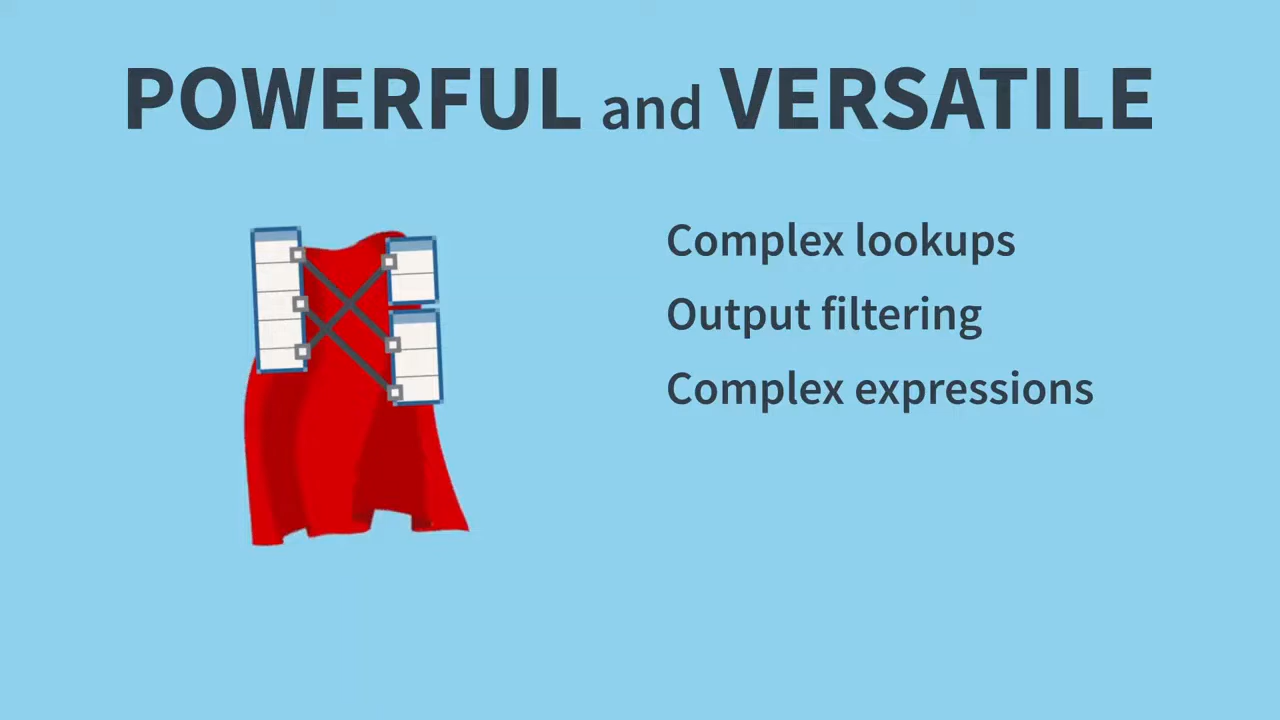 POWERFUL and VERSATILE
Complex lookups
Output filtering
Complex expressions